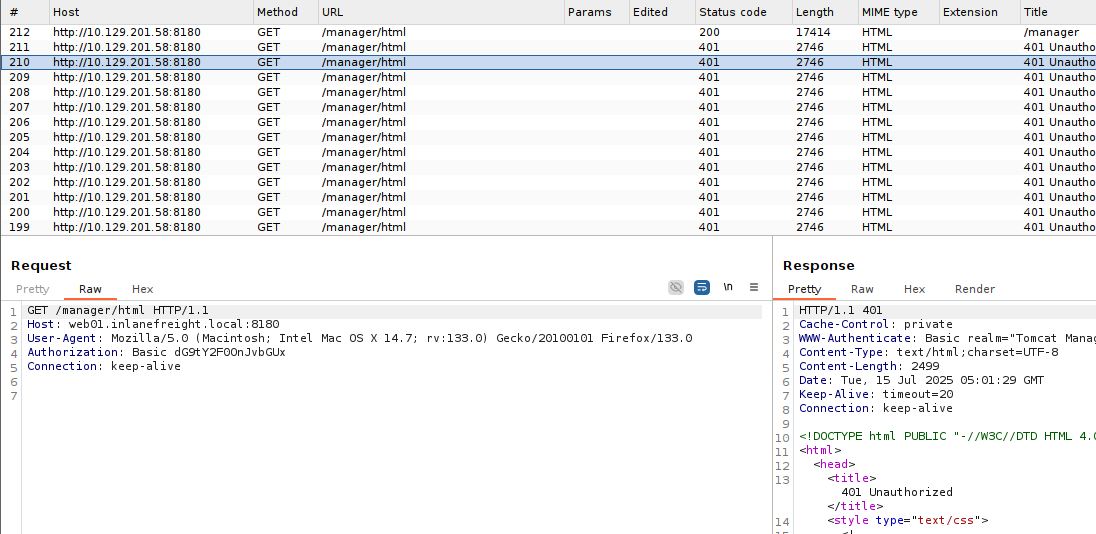 # Host Method URL Params Edited Status code Length MIME type Extension Title
212 http://10.129.201.58:8180 GET /manager/html 200 17414 HTML /manager
211 http://10.129.201.58:8180 GET /manager/html 401 2746 HTML 401 Unautho
210 http://10.129.201.58:8180 GET /manager/html 401 2746 HTML 401 Unautho
209 http://10.129.201.58:8180 GET /manager/html 401 2746 HTML 401 Unautho
208 http://10.129.201.58:8180 GET /manager/html 401 2746 HTML 401 Unautho
207 http://10.129.201.58:8180 GET /manager/html 401 2746 HTML 401 Unautho
206 http://10.129.201.58:8180 GET /manager/html 401 2746 HTML 401 Unautho
205 http://10.129.201.58:8180 GET /manager/html 401 2746 HTML 401 Unautho
204 http://10.129.201.58:8180 GET /manager/html 401 2746 HTML 401 Unautho
203 http://10.129.201.58:8180 GET /manager/html 401 2746 HTML 401 Unautho
202 http://10.129.201.58:8180 GET /manager/html 401 2746 HTML 401 Unautho
201 http://10.129.201.58:8180 GET /manager/html 401 2746 HTML 401 Unautho
200 http://10.129.201.58:8180 GET /manager/html 401 2746 HTML 401 Unautho
199 http://10.129.201.58:8180 GET /manager/html 401 2746 HTML 401 Unautho
Request
Pretty Raw Hex \n
1 GET /manager/html HTTP/1.1
2 Host: web01.inlanefreight.local:8180
3 User-Agent: Mozilla/5.0 (Macintosh; Intel Mac OS X 14.7; rv:133.0) Gecko/20100101 Firefox/133.0
4 Authorization: Basic dG9tY2F0OnJvbGUx
5 Connection: keep-alive
6
7
Response
Pretty Raw Hex Render
1 HTTP/1.1 401
2 Cache-Control: private
3 WWW-Authenticate: Basic realm="Tomcat Manag
4 Content-Type: text/html;charset=UTF-8
5 Content-Length: 2499
6 Date: Tue, 15 Jul 2025 05:01:29 GMT
7 Keep-Alive: timeout=20
8 Connection: keep-alive
9
10 <!DOCTYPE html PUBLIC "-//W3C//DTD HTML 4.0
11 <html>
12 <head>
13 <title>
401 Unauthorized
</title>
14 <style type="text/css">